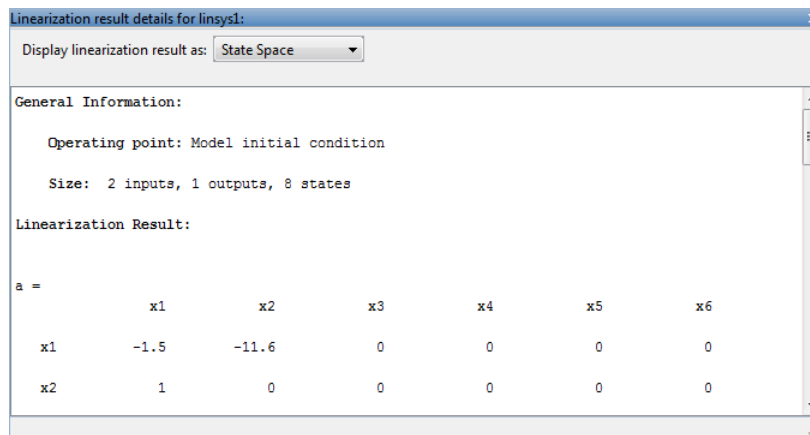 Linearization result details for linsys1:
Display linearization result as: State Space
General Information:
Operating point: Model initial condition
Size: 2 inputs, 1 outputs, 8 states
Linearization Result:
a =
x1 x2 x3 x4 x5 x6
x1 -1.5 -11.6 0 0 0 0
x2 1 0 0 0 0 0